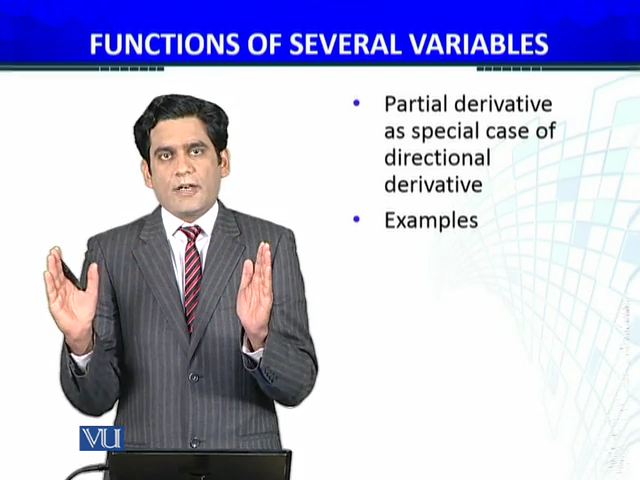 FUNCTIONS OF SEVERAL VARIABLES
• Partial derivative
as special case of
directional
derivative
• Examples
VU